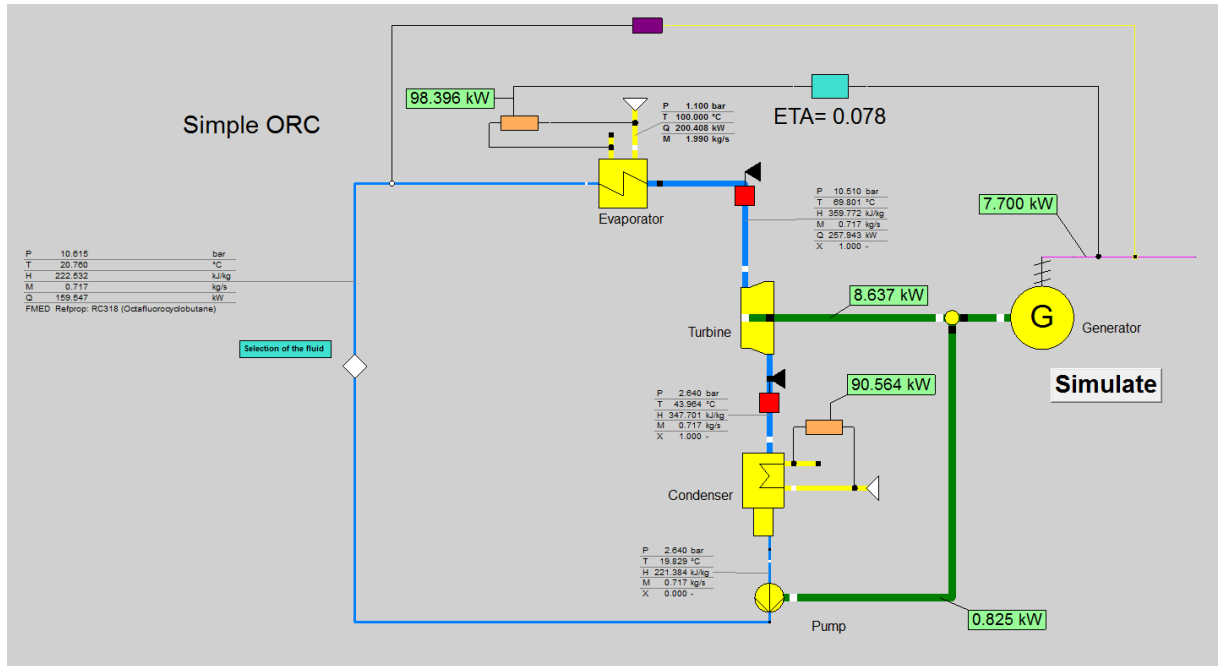 98.396 kW
Simple ORC
P 1.100 bar
T 100.000 °C
Q 200.408 kW
M 1.990 kg/s
ETA= 0.078
Evaporator
P 10.510 bar
T 69.801 °C
H 359.772 kJ/kg
M 0.717 kg/s
Q 257.943 kW
X 1.000 -
7.700 kW
P 10.615 bar
T 20.760 °C
H 222.532 kJ/kg
M 0.717 kg/s
Q 159.547 kW
FMED Refprop: RC318 (Octafluorocyclobutane)
8.637 kW
G
Generator
Turbine
Selection of the fluid
Simulate
90.564 kW
P 2.640 bar
T 43.964 °C
H 347.701 kJ/kg
M 0.717 kg/s
X 1.000 -
Condenser
P 2.640 bar
T 19.829 °C
H 221.384 kJ/kg
M 0.717 kg/s
X 0.000 -
0.825 kW
Pump